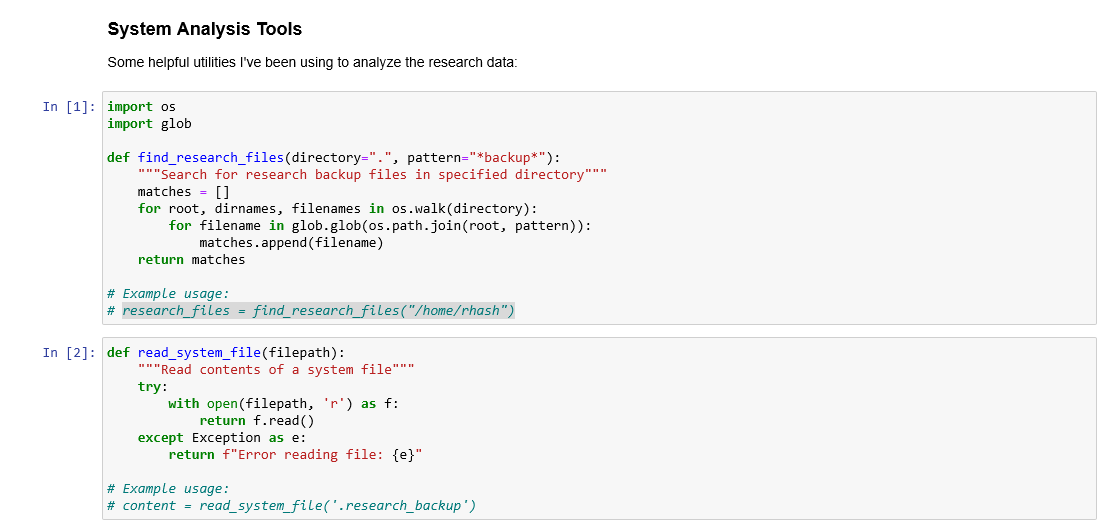 System Analysis Tools
Some helpful utilities I've been using to analyze the research data:
In [1]:
import os
import glob
def find_research_files(directory=".", pattern="*backup*"):
    """Search for research backup files in specified directory"""
    matches = []
    for root, dirnames, filenames in os.walk(directory):
        for filename in glob.glob(os.path.join(root, pattern)):
            matches.append(filename)
    return matches
# Example usage:
# research_files = find_research_files("/home/rhash")
In [2]:
def read_system_file(filepath):
    """Read contents of a system file"""
    try:
        with open(filepath, 'r') as f:
            return f.read()
    except Exception as e:
        return f"Error reading file: {e}"
# Example usage:
# content = read_system_file('.research_backup')